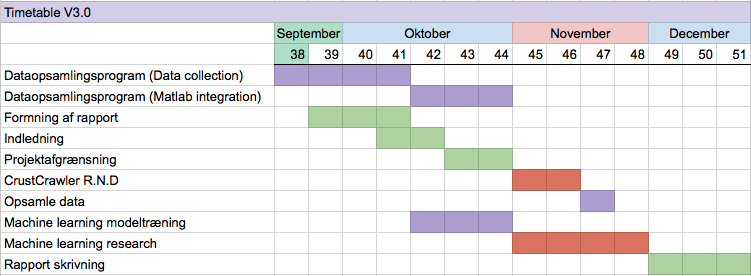 Timetable V3.0
September Oktober November December
38 39 40 41 42 43 44 45 46 47 48 49 50 51
Dataopsamlingsprogram (Data collection)
Dataopsamlingsprogram (Matlab integration)
Formning af rapport
Indledning
Projektafgrænsning
CrustCrawler R.N.D
Opsamle data
Machine learning modeltræning
Machine learning research
Rapport skrivning